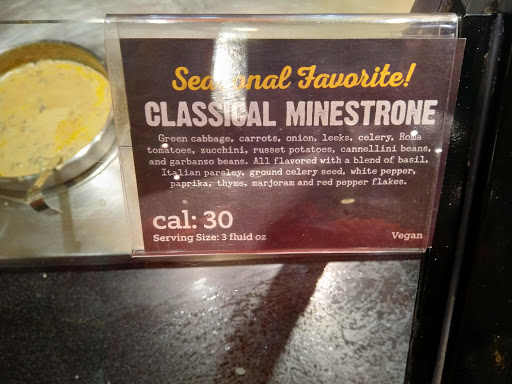 Seasonal Favorite!
CLASSICAL MINESTRONE
Green cabbage, carrots, onion, leeks, celery, Roma
tomatoes, zucchini, russet potatoes, cannellini beans,
and garbanzo beans. All flavored with a blend of basil,
Italian parsley, ground celery seed, white pepper,
paprika, thyme, marjoram and red pepper flakes.
cal: 30
Serving Size: 3 fluid oz
Vegan